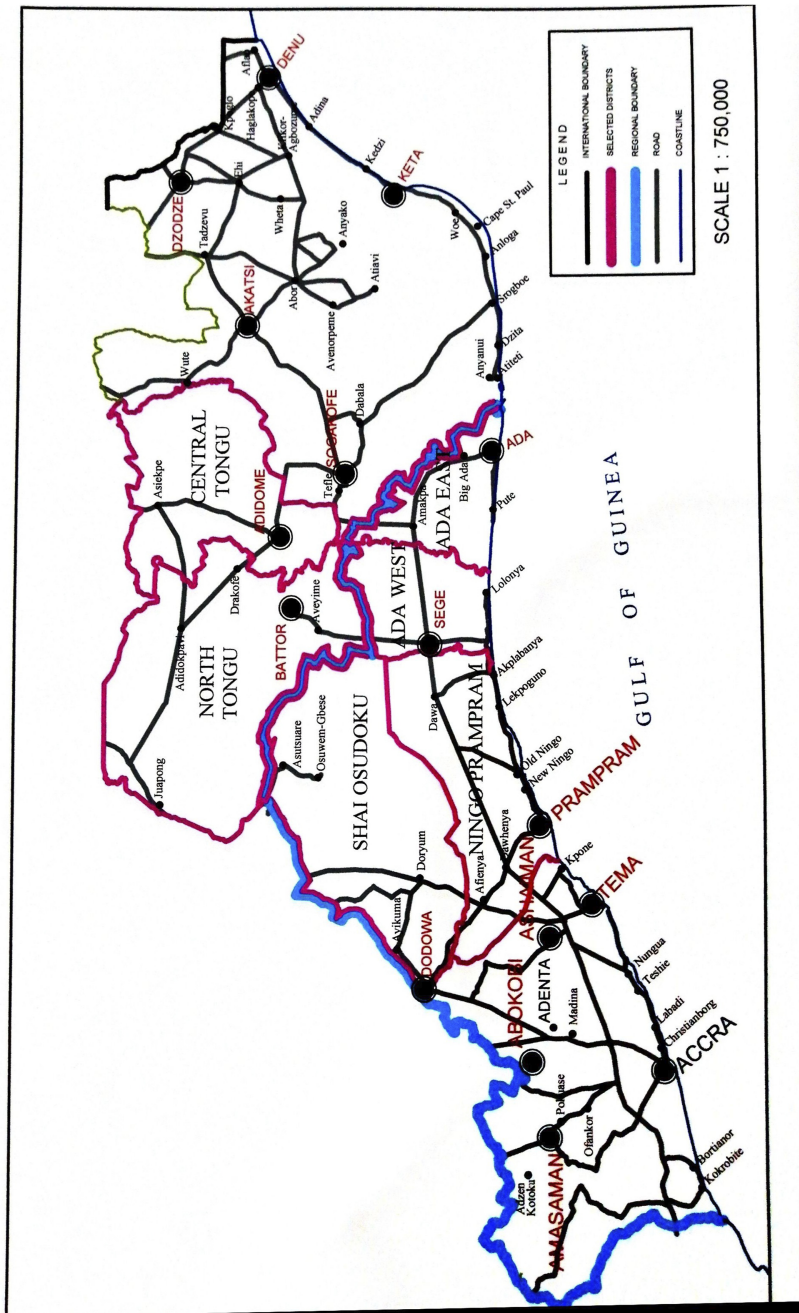 Aflao
DENU
Kpoglo
Haglakope
Agbozume
Adina
Kedzi
KETA
DZODZE
Ehi
Tadzevu
Wheta
Anyako
Woe
Cape St. Paul
Anloga
AKATSI
Abor
Avenorpeme
Atiavi
Srogboe
Wute
Anyanui
Dzita
Atiteti
CENTRAL
TONGU
Asiekpe
SOGAKOFE
Dabala
Tefle
ADIDOME
ADA EAST
Big Ada
ADA
Amakpa
Pute
Drakofe
BATTOR
Aveyime
ADA WEST
SEGE
Lolonya
NORTH
TONGU
Adidokpavi
Juapong
Asutsuare
Osuwem-Gbese
SHAI OSUDOKU
Dawa
Akplabanya
Lekpoguno
NINGO PRAMPRAM
Old Ningo
New Ningo
PRAMPRAM
Doryum
Afienya
Dawhenya
Kpone
Ayikuma
DODOWA
ASHAIMAN
TEMA
ABOKOBI
ADENTA
Madina
Nungua
Teshie
Labadi
Christianborg
ACCRA
Pokuase
Ofankor
AMASAMAN
Adzen
Kotoku
Bortianor
Kokrobite
GULF OF GUINEA
LEGEND
INTERNATIONAL BOUNDARY
SELECTED DISTRICTS
REGIONAL BOUNDARY
ROAD
COASTLINE
SCALE 1 : 750,000